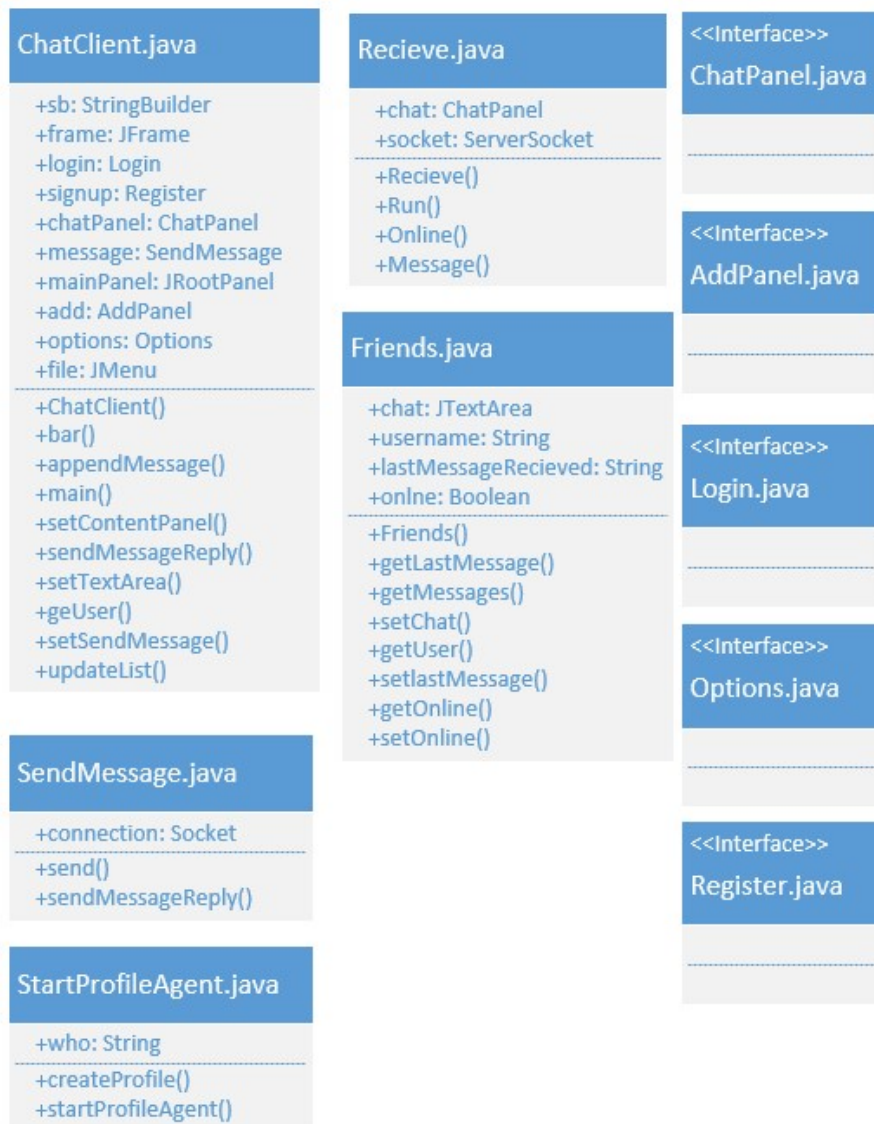 ChatClient.java
+sb: StringBuilder
+frame: JFrame
+login: Login
+signup: Register
+chatPanel: ChatPanel
+message: SendMessage
+mainPanel: JRootPanel
+add: AddPanel
+options: Options
+file: JMenu
+ChatClient()
+bar()
+appendMessage()
+main()
+setContentPanel()
+sendMessageReply()
+setTextArea()
+geUser()
+setSendMessage()
+updateList()
SendMessage.java
+connection: Socket
+send()
+sendMessageReply()
StartProfileAgent.java
+who: String
+createProfile()
+startProfileAgent()
Recieve.java
+chat: ChatPanel
+socket: ServerSocket
+Recieve()
+Run()
+Online()
+Message()
Friends.java
+chat: JTextArea
+username: String
+lastMessageRecieved: String
+onlne: Boolean
+Friends()
+getLastMessage()
+getMessages()
+setChat()
+getUser()
+setlastMessage()
+getOnline()
+setOnline()
<<Interface>>
ChatPanel.java
<<Interface>>
AddPanel.java
<<Interface>>
Login.java
<<Interface>>
Options.java
<<Interface>>
Register.java